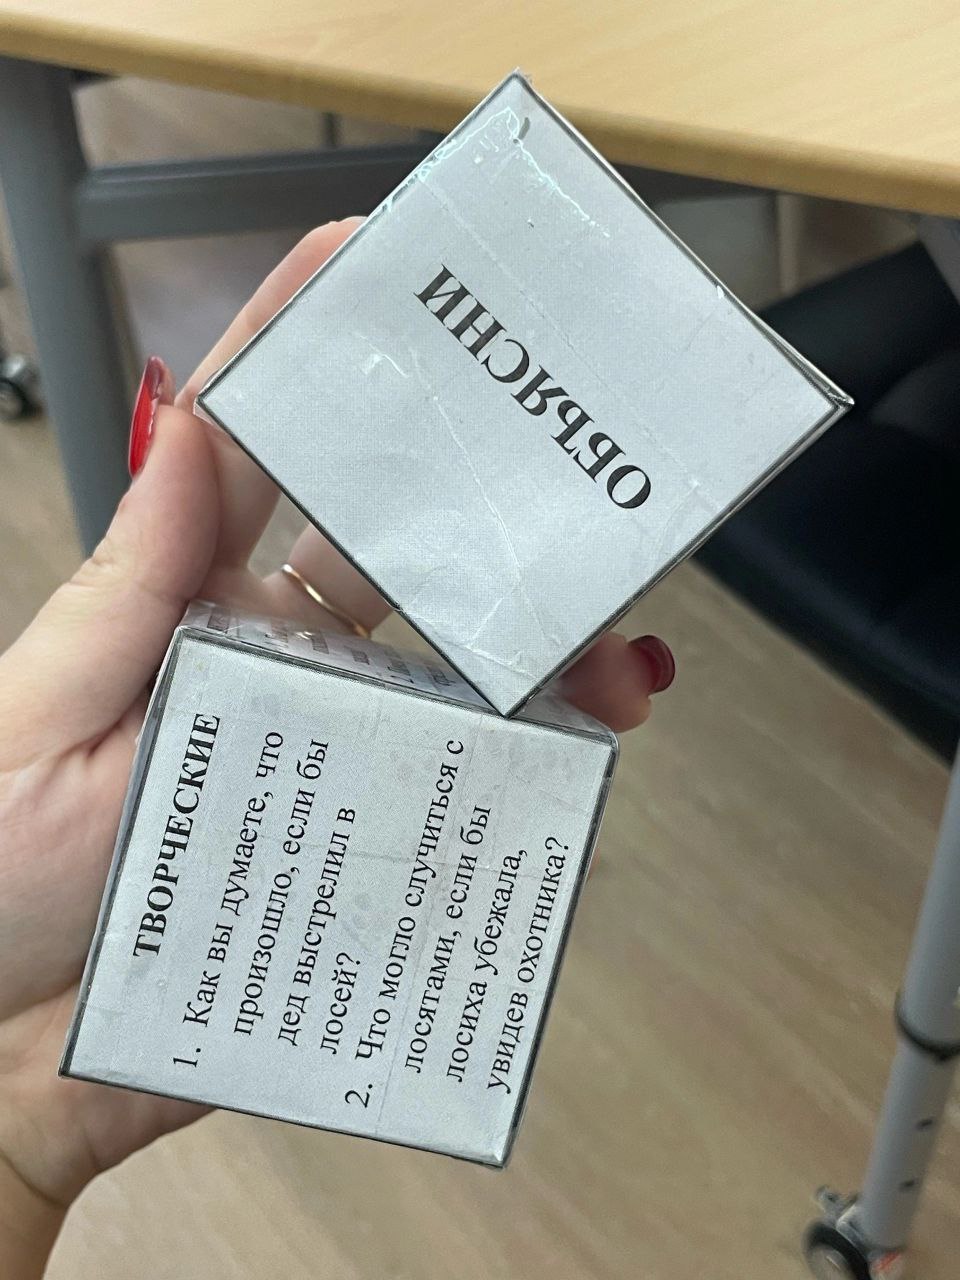 ОБЪЯСНИ
ТВОРЧЕСКИЕ
1. Как вы думаете, что
произошло, если бы
дед выстрелил в
лосей?
2. Что могло случиться с
лосятами, если бы
лосиха убежала,
увидев охотника?